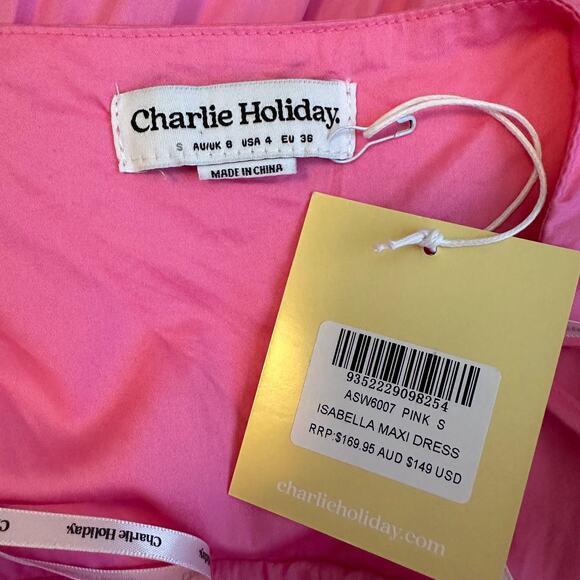 Charlie Holiday.
S AU/UK 8 USA 4 EU 36
MADE IN CHINA
9352229098254
ASW6007 PINK S
ISABELLA MAXI DRESS
RRP:$169.95 AUD $149 USD
charlieholiday.com
Charlie Holiday.